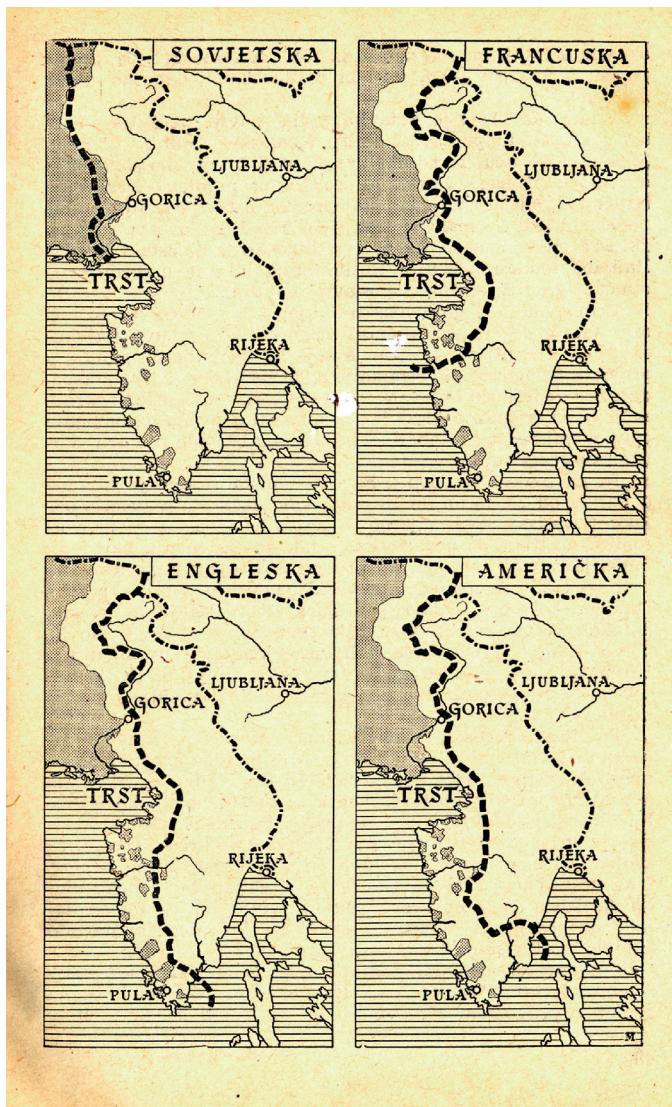 SOVJETSKA
LJUBLJANA
GORICA
TRST
RIJEKA
PULA
FRANCUSKA
LJUBLJANA
GORICA
TRST
RIJEKA
PULA
ENGLESKA
LJUBLJANA
GORICA
TRST
RIJEKA
PULA
AMERIČKA
LJUBLJANA
GORICA
TRST
RIJEKA
PULA
M